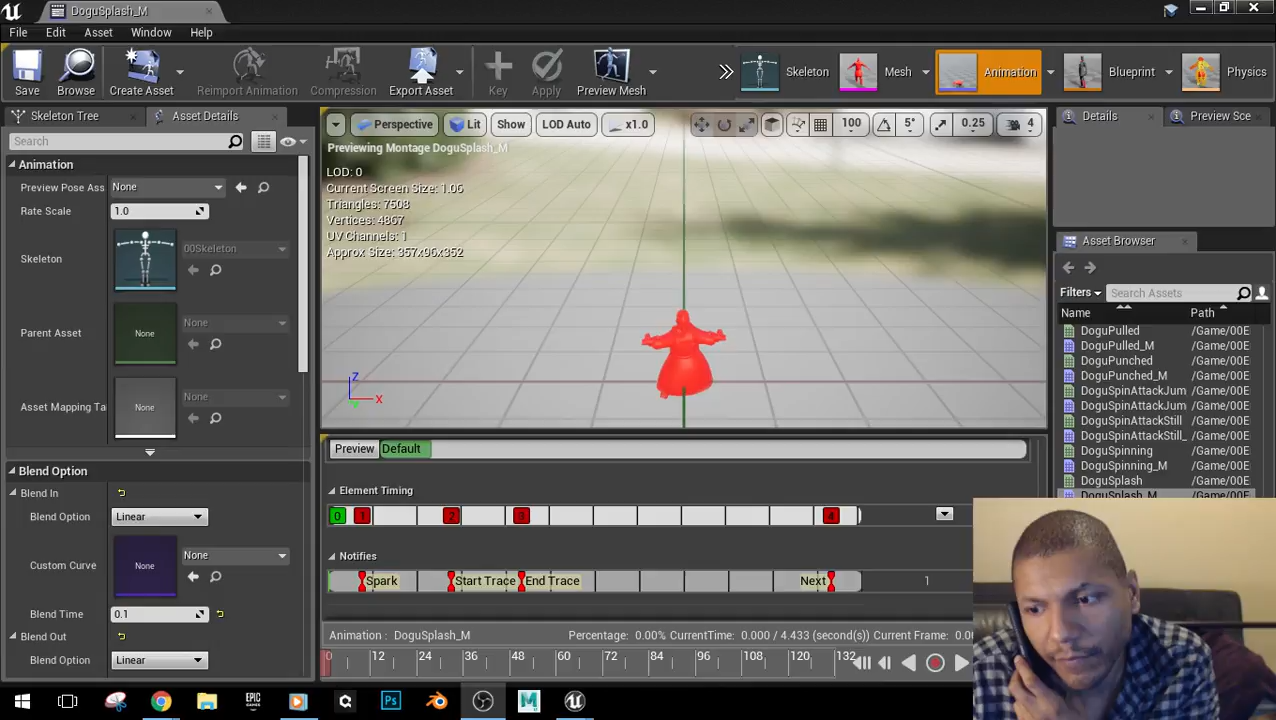 DoguSplash_M
File Edit Asset Window Help
Save Browse Create Asset Reimport Animation Compression Export Asset Key Apply Preview Mesh Skeleton Mesh Animation Blueprint Physics
Skeleton Tree Asset Details
Search
Animation
Preview Pose Ass None
Rate Scale 1.0
Skeleton 00Skeleton
Parent Asset None None
Asset Mapping Ta None None
Blend Option
Blend In
Blend Option Linear
Custom Curve None None
Blend Time 0.1
Blend Out
Blend Option Linear
Perspective Lit Show LOD Auto x1.0 100 5° 0.25 4
Previewing Montage DoguSplash_M
LOD: 0
Current Screen Size: 1.06
Triangles: 7508
Vertices: 4867
UV Channels: 1
Approx Size: 357x96x352
Z
X
Y
Preview Default
Element Timing
0 1 2 3 4
Notifies
Spark Start Trace End Trace Next 1
Animation : DoguSplash_M Percentage: 0.00% CurrentTime: 0.000 / 4.433 (second(s)) Current Frame: 0.00
0 12 24 36 48 60 72 84 96 108 120 132
Details Preview Sce
Asset Browser
Filters Search Assets
Name Path
DoguPulled /Game/00E
DoguPulled_M /Game/00E
DoguPunched /Game/00E
DoguPunched_M /Game/00E
DoguSpinAttackJum /Game/00E
DoguSpinAttackJum /Game/00E
DoguSpinAttackStill /Game/00E
DoguSpinAttackStill_ /Game/00E
DoguSpinning /Game/00E
DoguSpinning_M /Game/00E
DoguSplash /Game/00E
DoguSplash_M /Game/00E
EPIC GAMES Ps M